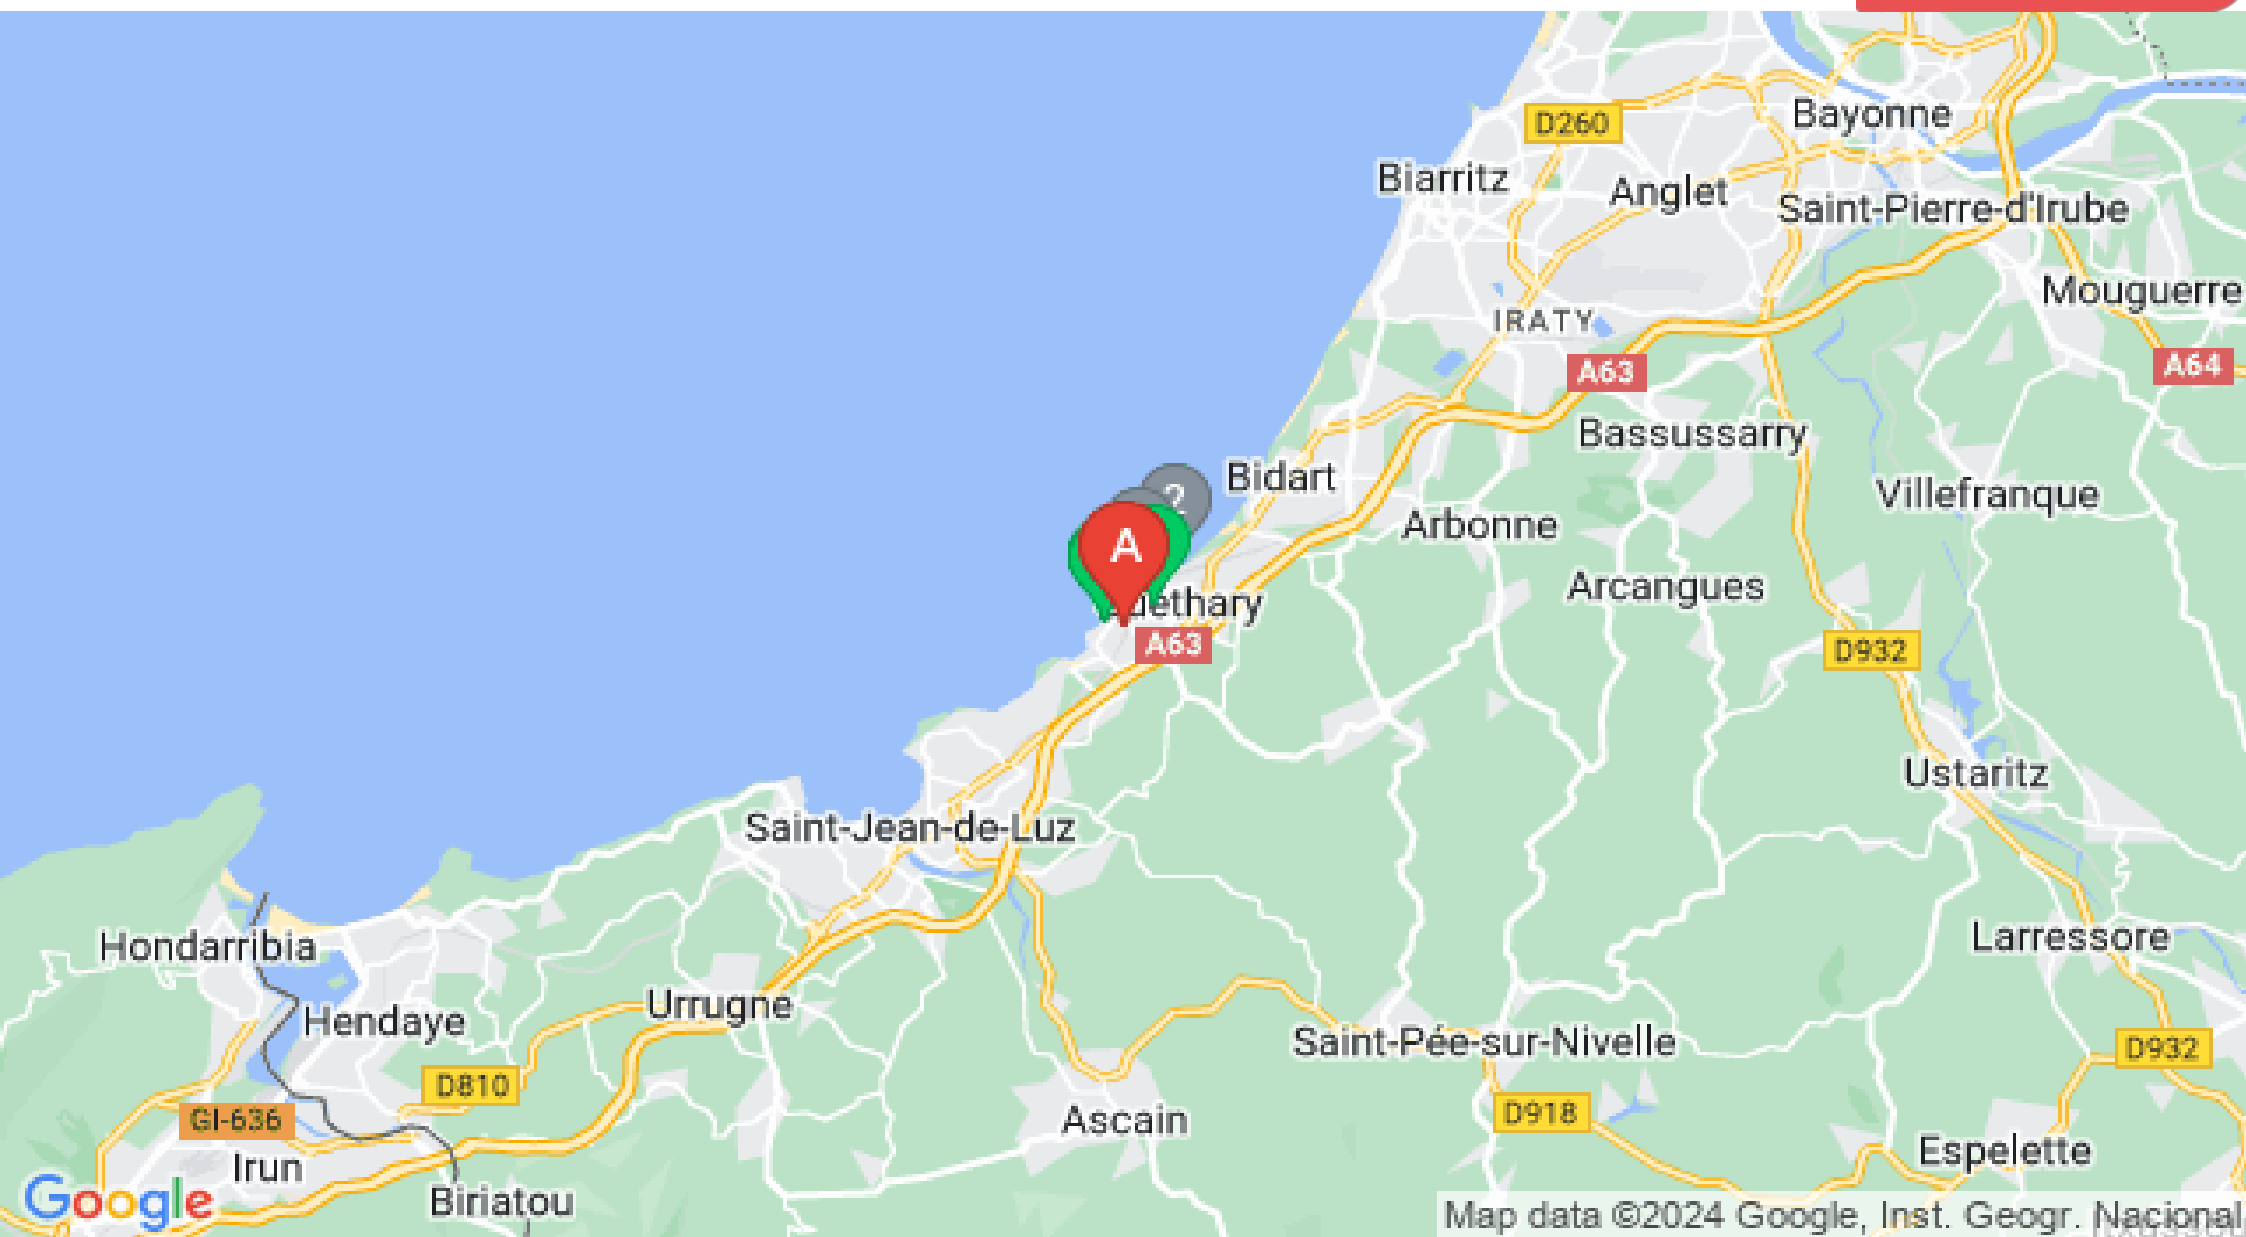 Bayonne
D260
Biarritz
Anglet
Saint-Pierre-d'Irube
Mouguerre
IRATY
A63
A64
Bassussarry
Bidart
Villefranque
2
Arbonne
A
Arcangues
A63
D932
Ustaritz
Saint-Jean-de-Luz
Hondarribia
Larressore
Urrugne
Hendaye
Saint-Pée-sur-Nivelle
D932
D810
D918
GI-636
Ascain
Espelette
Irun
Biriatou
Google
Map data ©2024 Google, Inst. Geogr. Nacional